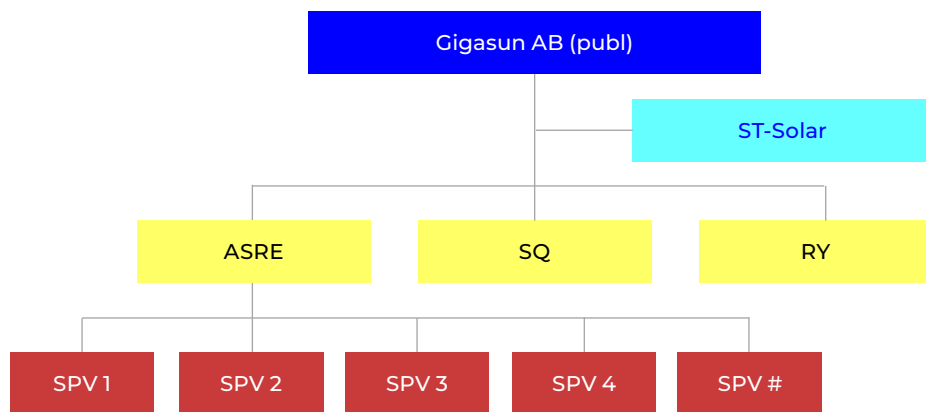 Gigasun AB (publ)
ST-Solar
ASRE
SQ
RY
SPV 1
SPV 2
SPV 3
SPV 4
SPV #